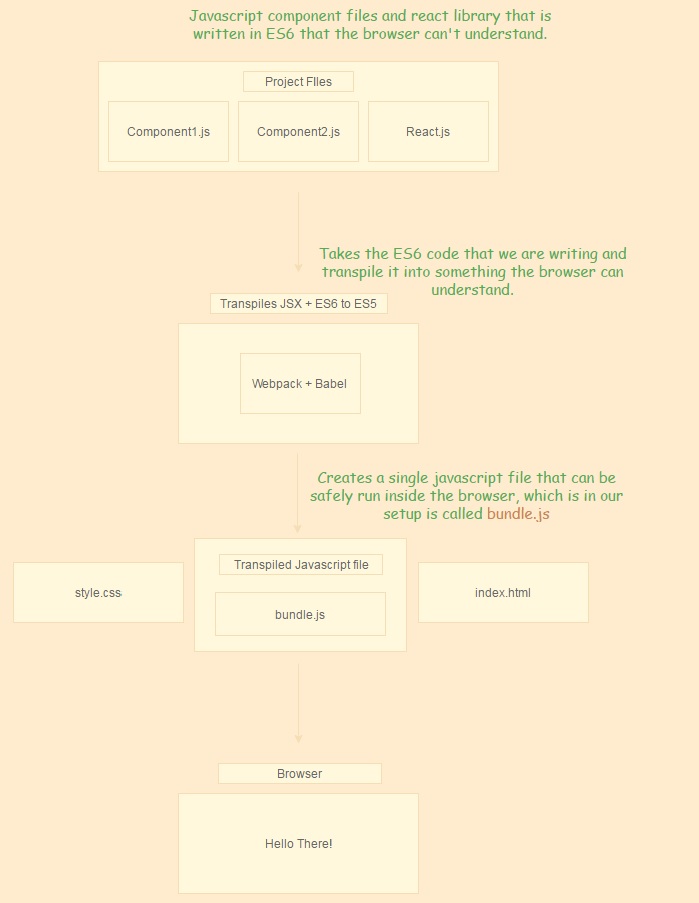 Javascript component files and react library that is
written in ES6 that the browser can't understand.
Project FIles
Component1.js
Component2.js
React.js
Takes the ES6 code that we are writing and
transpile it into something the browser can
understand.
Transpiles JSX + ES6 to ES5
Webpack + Babel
Creates a single javascript file that can be
safely run inside the browser, which is in our
setup is called bundle.js
Transpiled Javascript file
style.css
bundle.js
index.html
Browser
Hello There!